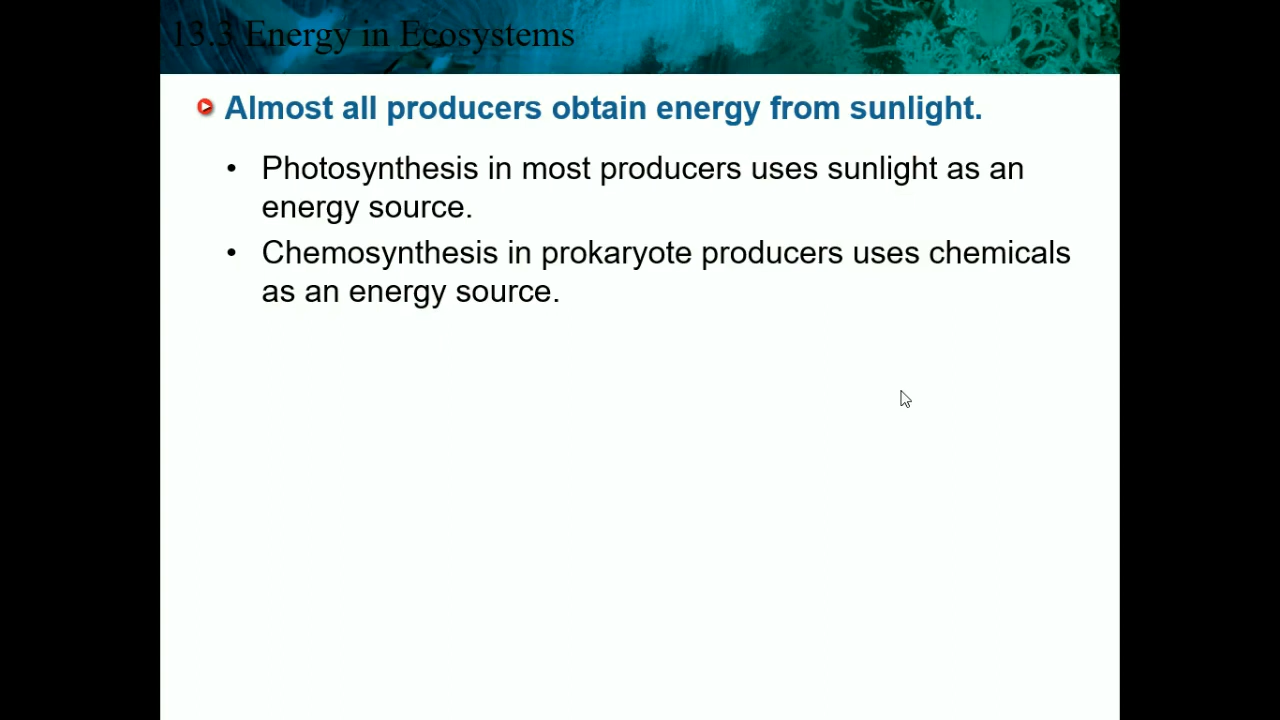 13.3 Energy in Ecosystems
Almost all producers obtain energy from sunlight.
• Photosynthesis in most producers uses sunlight as an
energy source.
• Chemosynthesis in prokaryote producers uses chemicals
as an energy source.